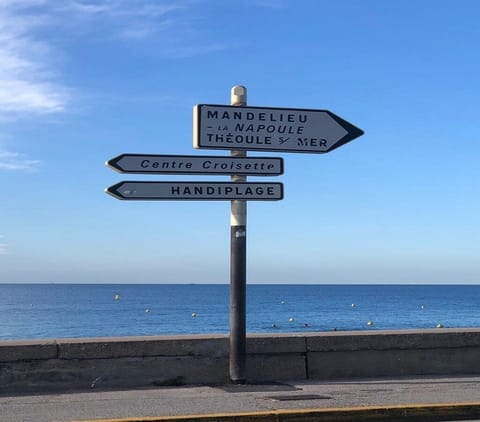 MANDELIEU
- LA NAPOULE
THÉOULE S/ MER
Centre Croisette
HANDIPLAGE